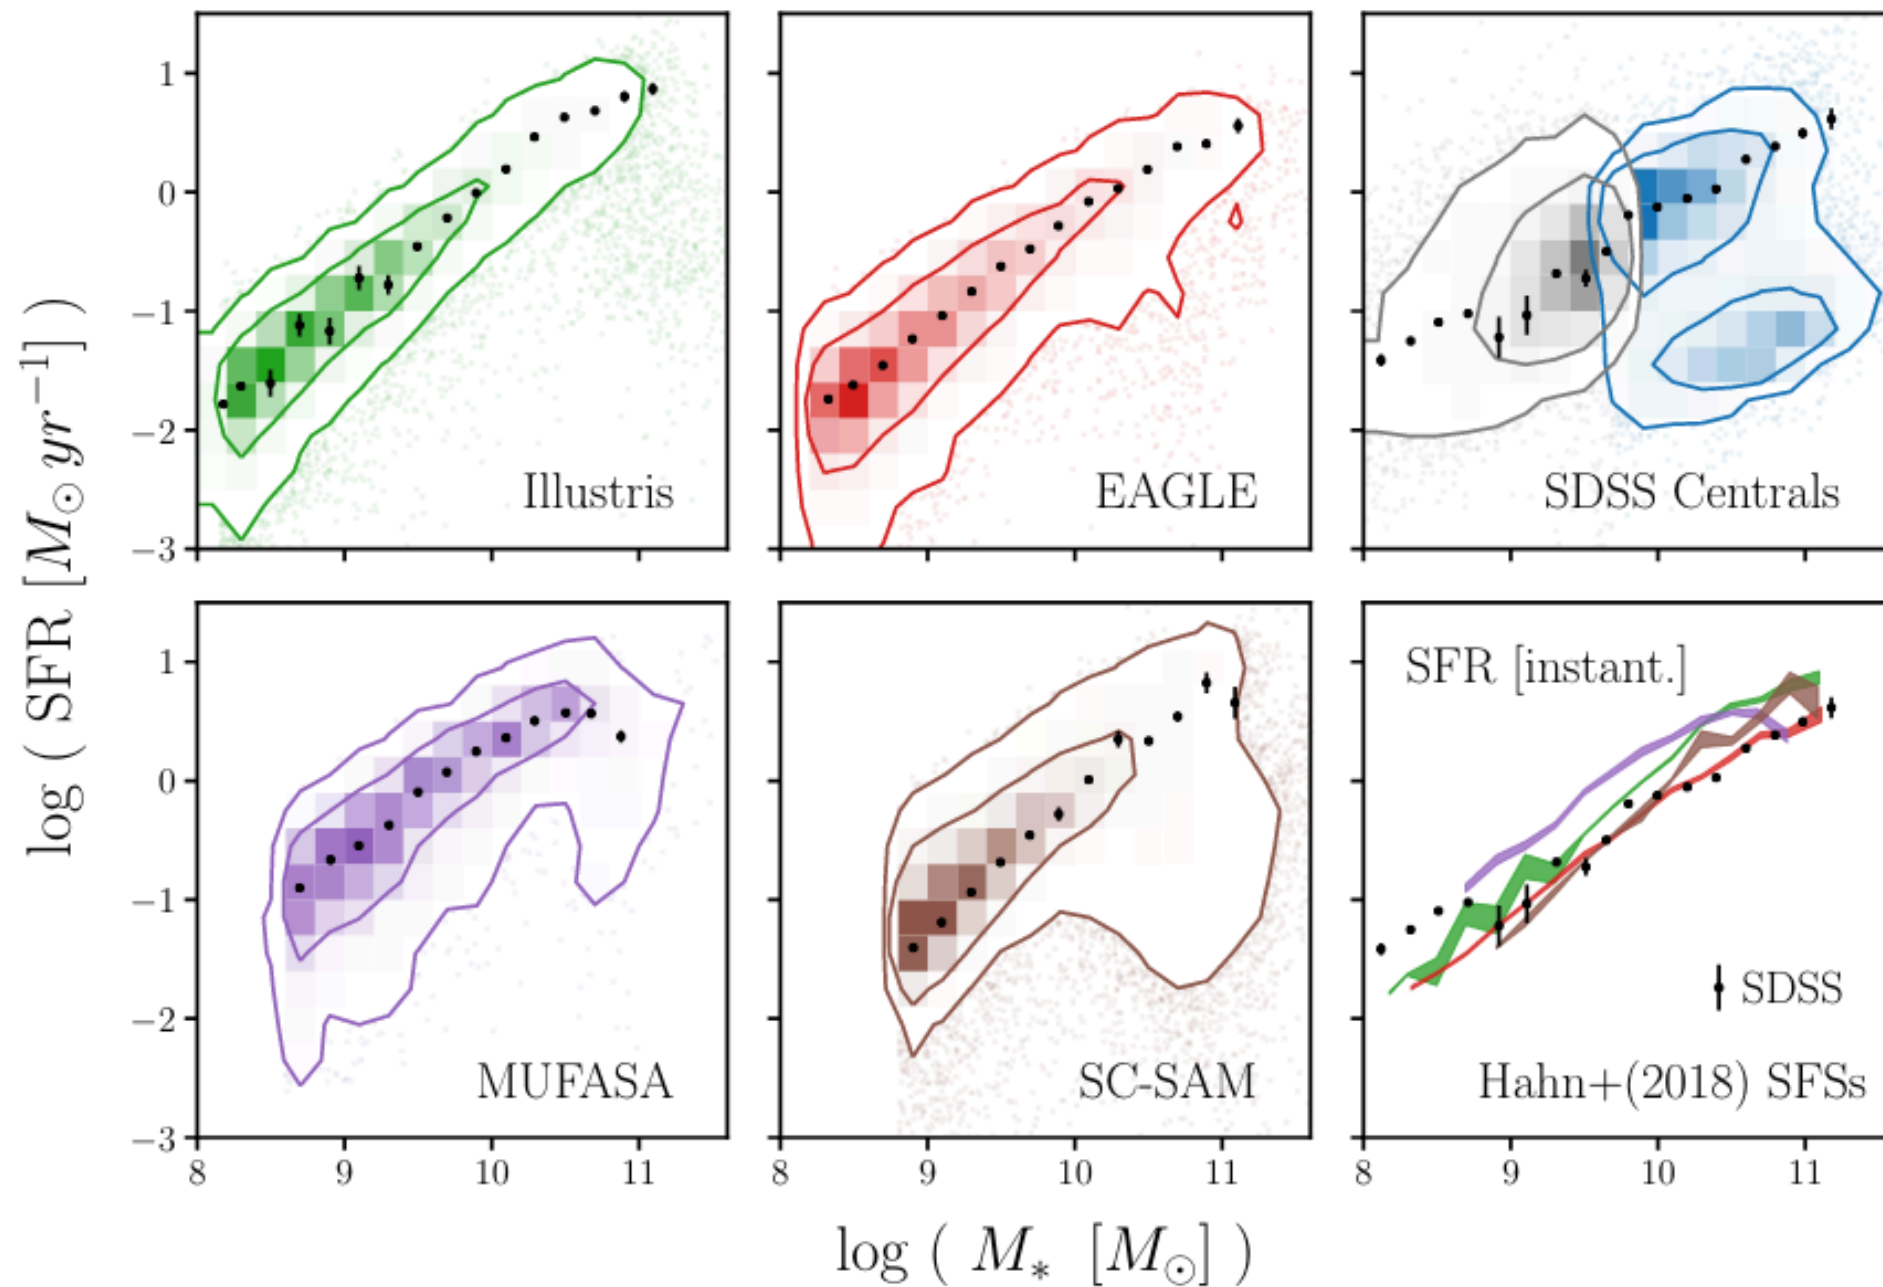 log ( SFR [M⊙ yr⁻¹] )
1
0
−1
−2
−3
Illustris
EAGLE
SDSS Centrals
1
0
−1
−2
−3
MUFASA
SC-SAM
SFR [instant.]
SDSS
Hahn+(2018) SFSs
8 9 10 11
8 9 10 11
8 9 10 11
log ( M* [M⊙] )